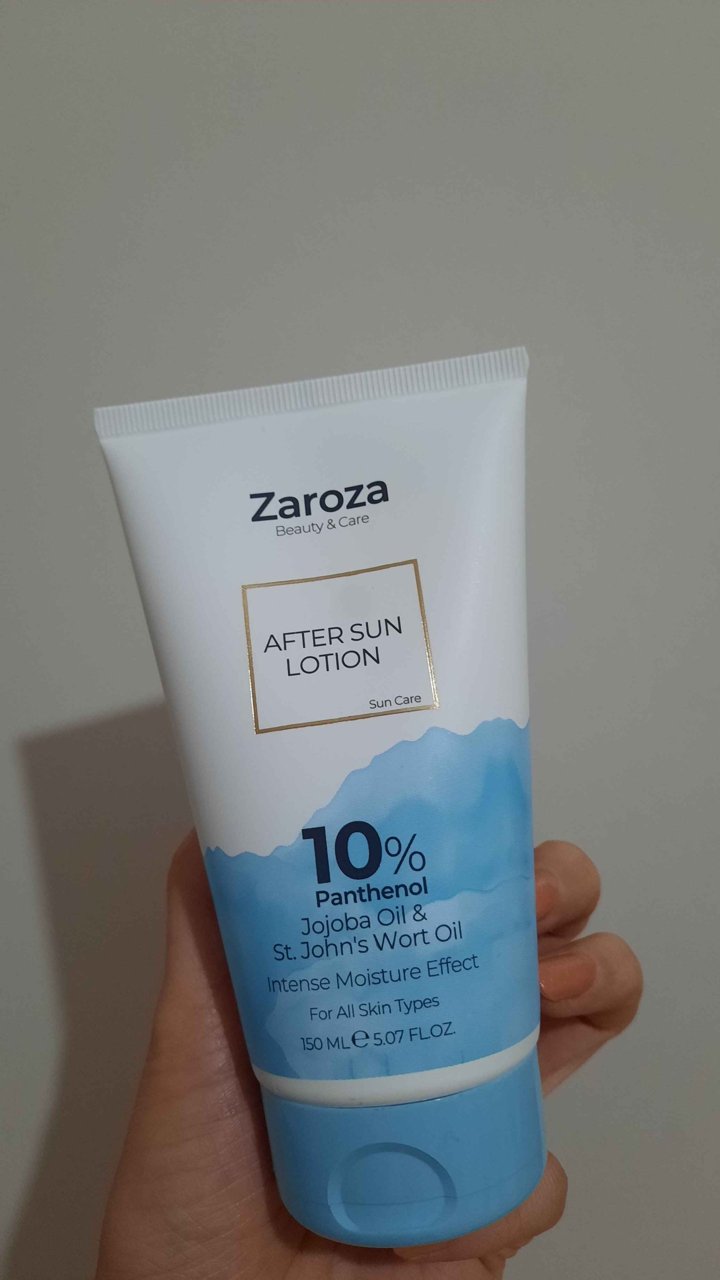 Zaroza
Beauty & Care
AFTER SUN
LOTION
Sun Care
10%
Panthenol
Jojoba Oil &
St. John's Wort Oil
Intense Moisture Effect
For All Skin Types
150 ML ℮ 5.07 FL.OZ.